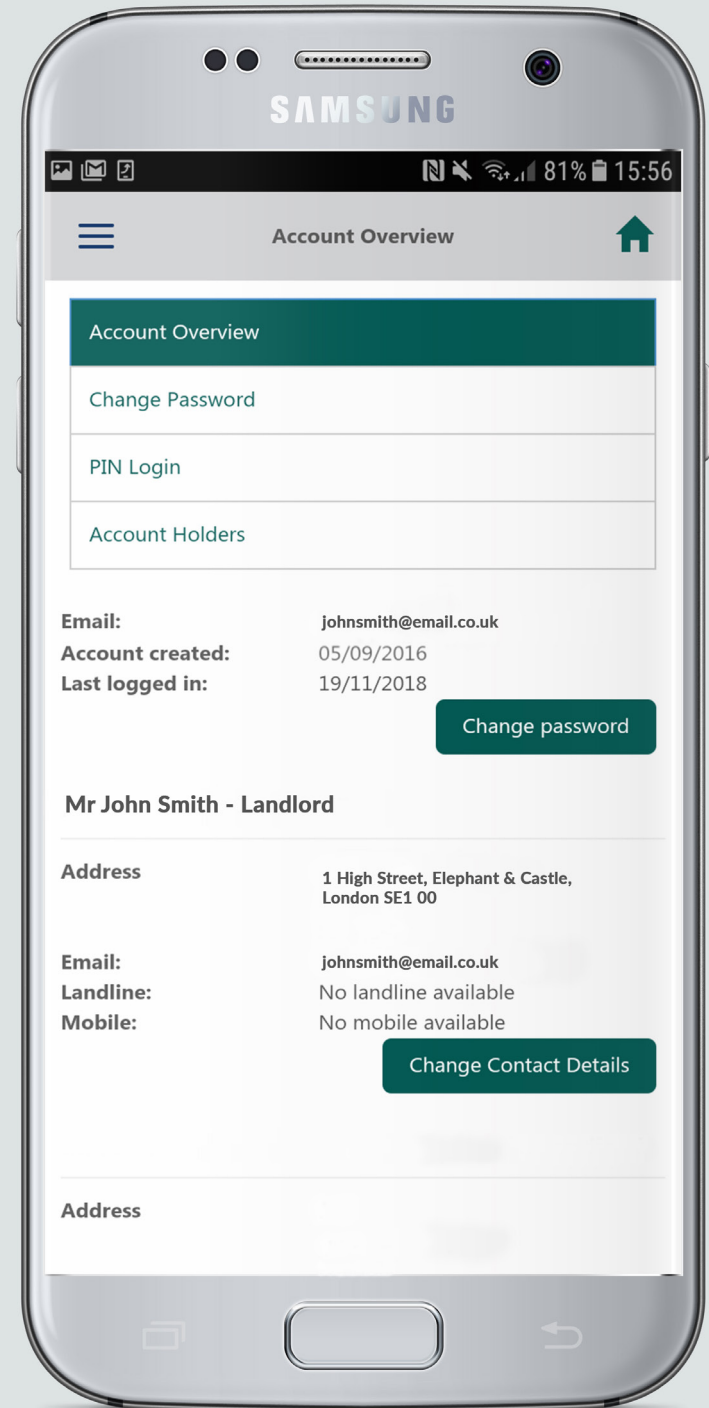 SAMSUNG
81% 15:56
Account Overview
Account Overview
Change Password
PIN Login
Account Holders
Email: johnsmith@email.co.uk
Account created: 05/09/2016
Last logged in: 19/11/2018
Change password
Mr John Smith - Landlord
Address 1 High Street, Elephant & Castle,
London SE1 00
Email: johnsmith@email.co.uk
Landline: No landline available
Mobile: No mobile available
Change Contact Details
Address